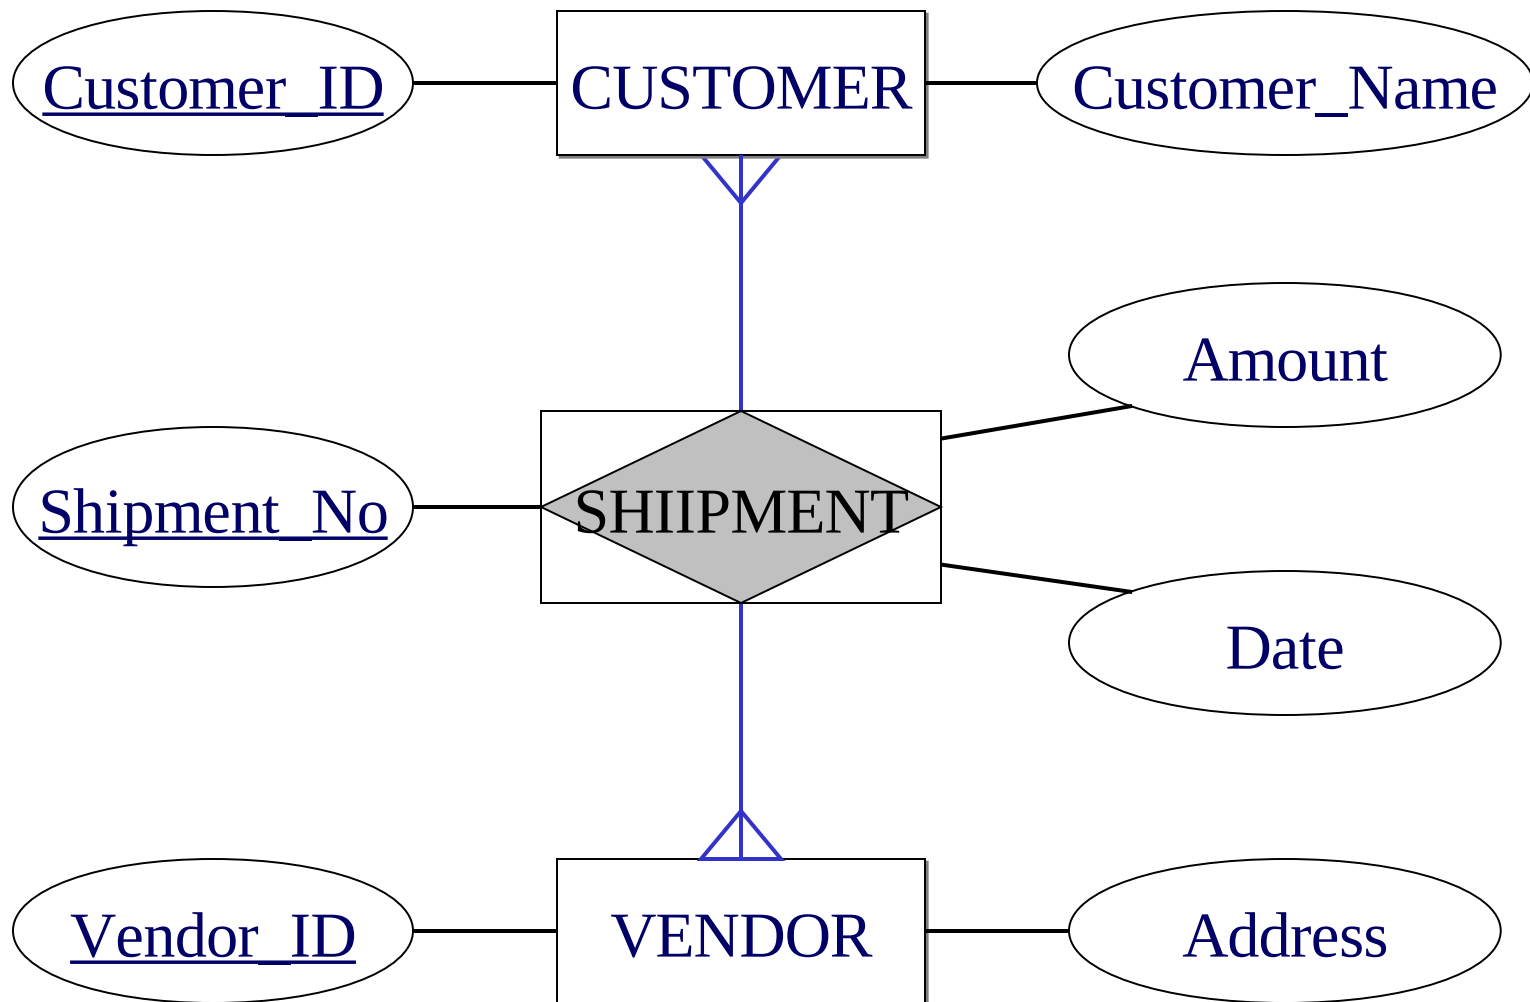 Customer_ID
CUSTOMER
Customer_Name
Amount
Shipment_No
SHIIPMENT
Date
Vendor_ID
VENDOR
Address